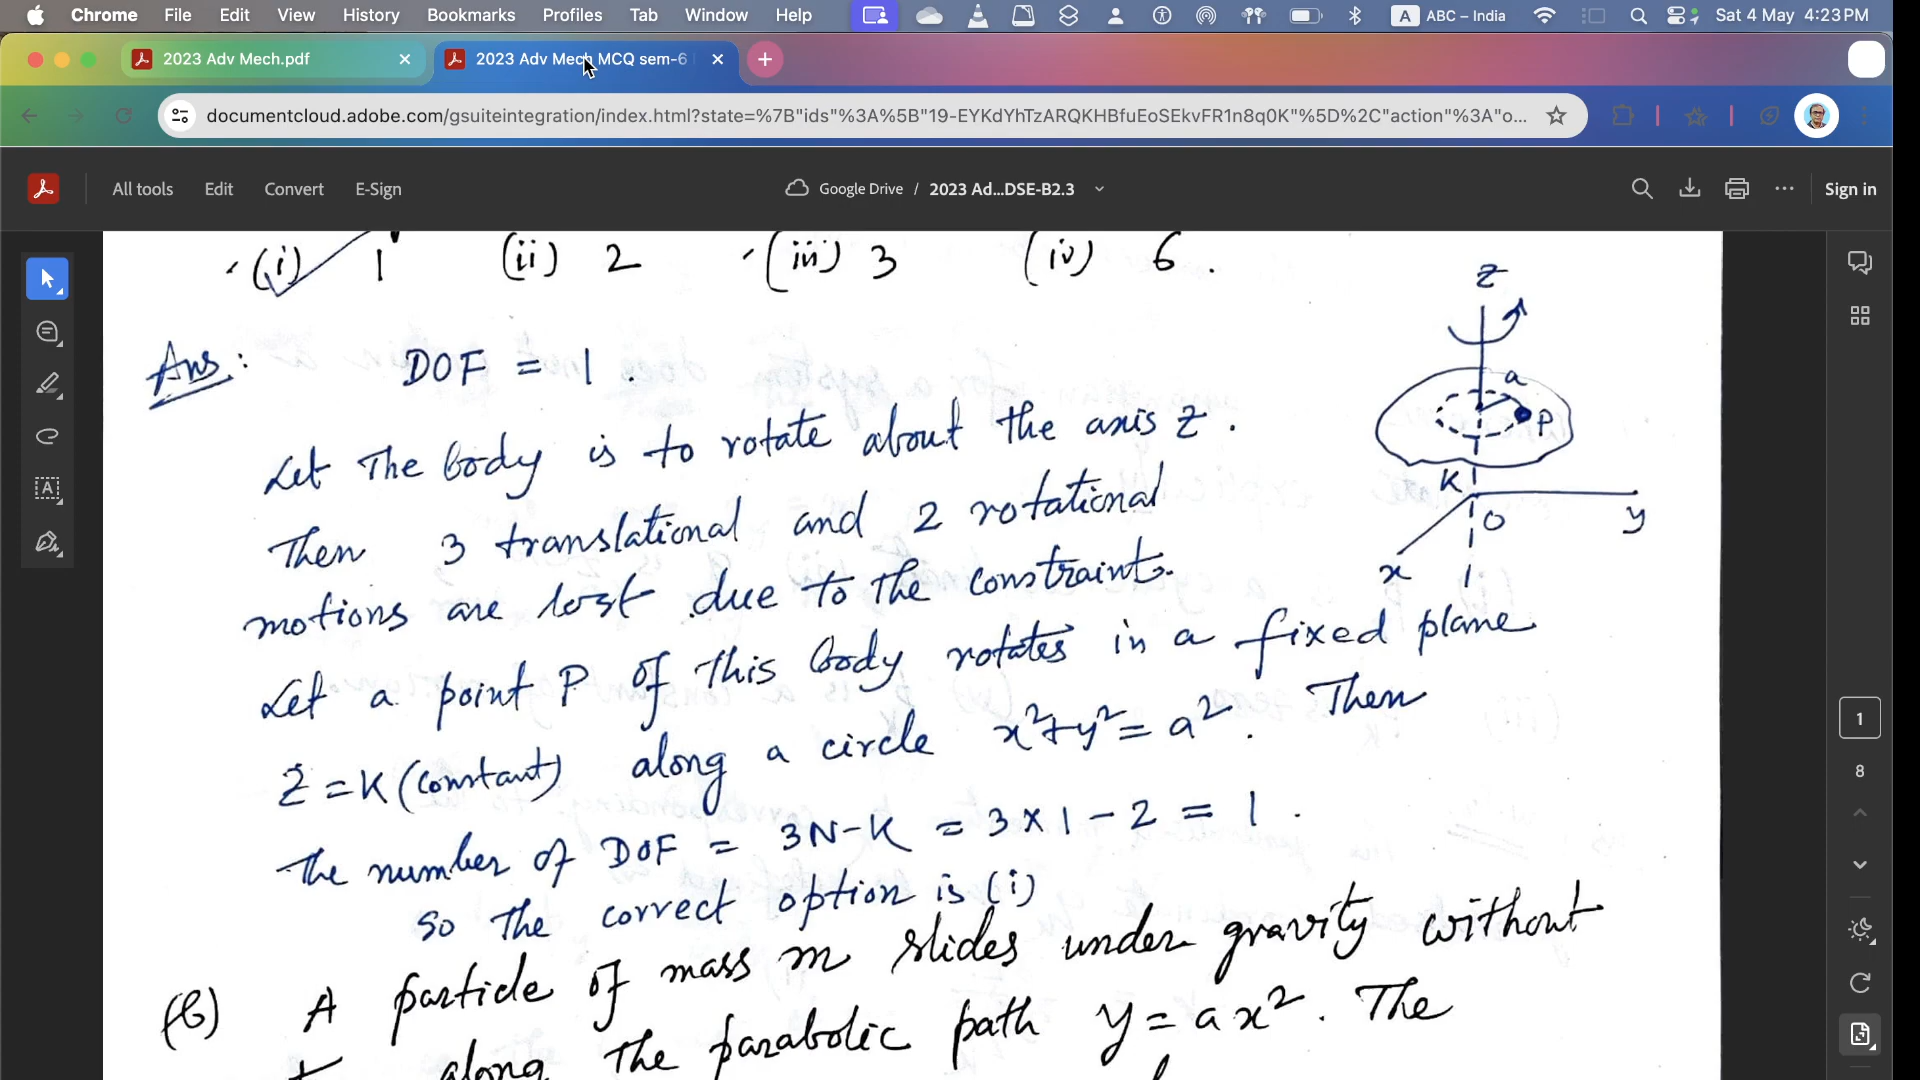 Chrome File Edit View History Bookmarks Profiles Tab Window Help A ABC – India Sat 4 May 4:23 PM
2023 Adv Mech.pdf 2023 Adv Mech MCQ sem-6
documentcloud.adobe.com/gsuiteintegration/index.html?state=%7B"ids"%3A%5B"19-EYKdYhTzARQKHBfuEoSEkvFR1n8q0K"%5D%2C"action"%3A"o...
All tools Edit Convert E-Sign Google Drive / 2023 Ad...DSE-B2.3 Sign in
(i) 1 (ii) 2 (iii) 3 (iv) 6.
Z
Ans: DOF = 1.
a
P
Let the body is to rotate about the axis Z.
K
O
y
x
Then 3 translational and 2 rotational
motions are lost due to the constraint.
Let a point P of this body rotates in a fixed plane
Z = K (constant) along a circle x² + y² = a². Then
the number of DOF = 3N - K = 3 × 1 - 2 = 1.
So the correct option is (i)
(b) A particle of mass m slides under gravity without
along the parabolic path y = ax². The
1
8